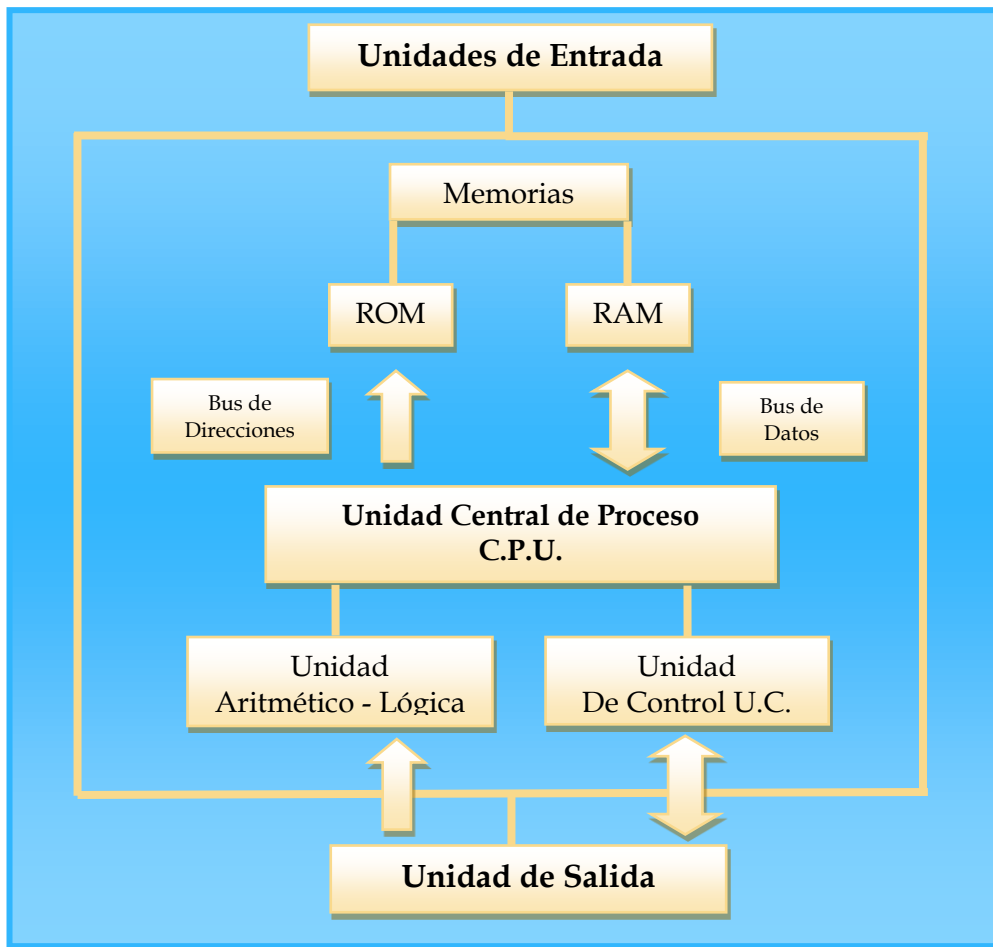 Unidades de Entrada
Memorias
ROM
RAM
Bus de
Direcciones
Bus de
Datos
Unidad Central de Proceso
C.P.U.
Unidad
Aritmético - Lógica
Unidad
De Control U.C.
Unidad de Salida